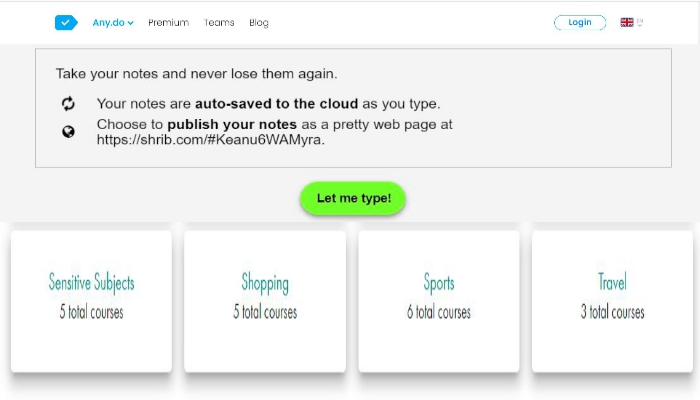 Any.do Premium Teams Blog Login EN
Take your notes and never lose them again.
Your notes are auto-saved to the cloud as you type.
Choose to publish your notes as a pretty web page at
https://shrib.com/#Keanu6WAMyra.
Let me type!
Sensitive Subjects
5 total courses
Shopping
5 total courses
Sports
6 total courses
Travel
3 total courses